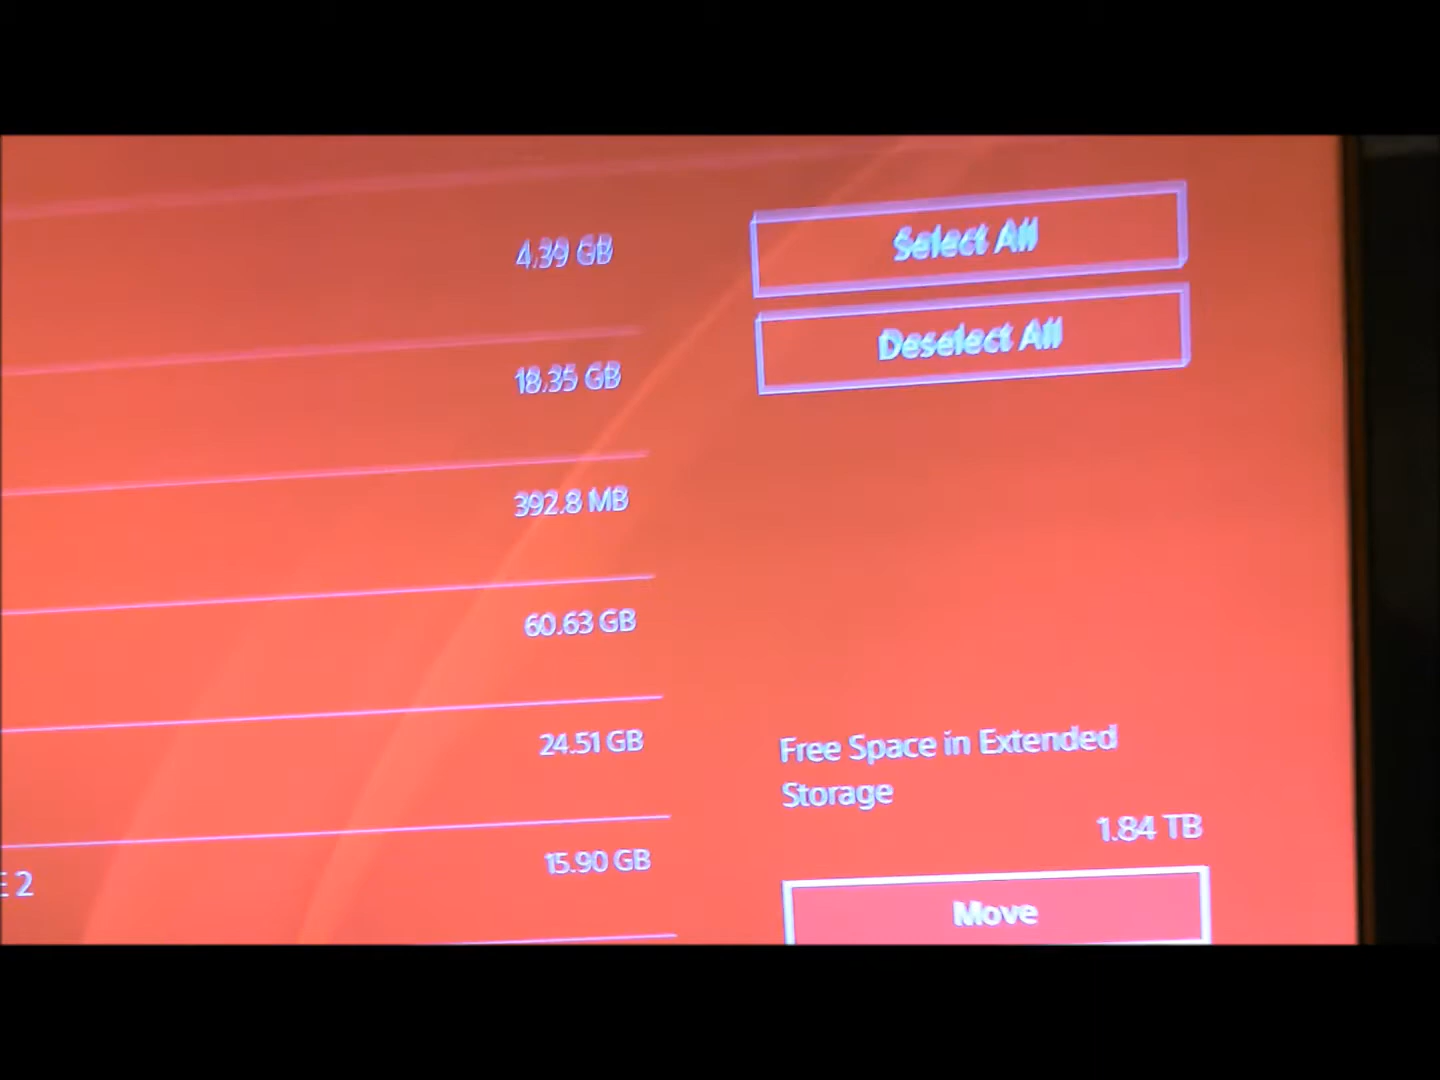 4.39 GB
18.35 GB
392.8 MB
60.63 GB
24.51 GB
15.90 GB
E 2
Select All
Deselect All
Free Space in Extended
Storage
1.84 TB
Move